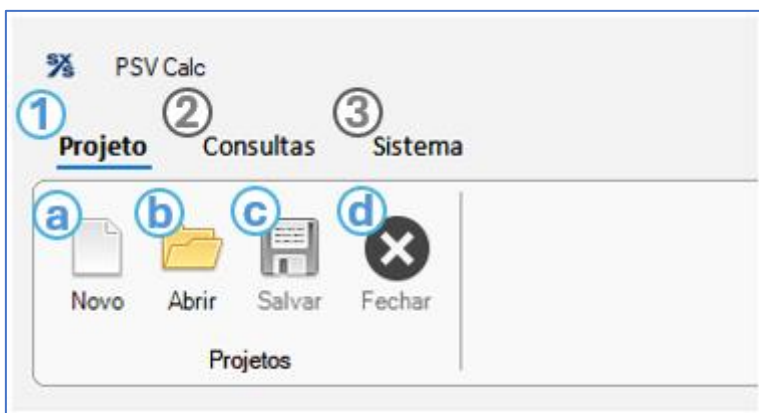 PSV Calc
1 Projeto 2 Consultas 3 Sistema
a b c d
Novo Abrir Salvar Fechar
Projetos